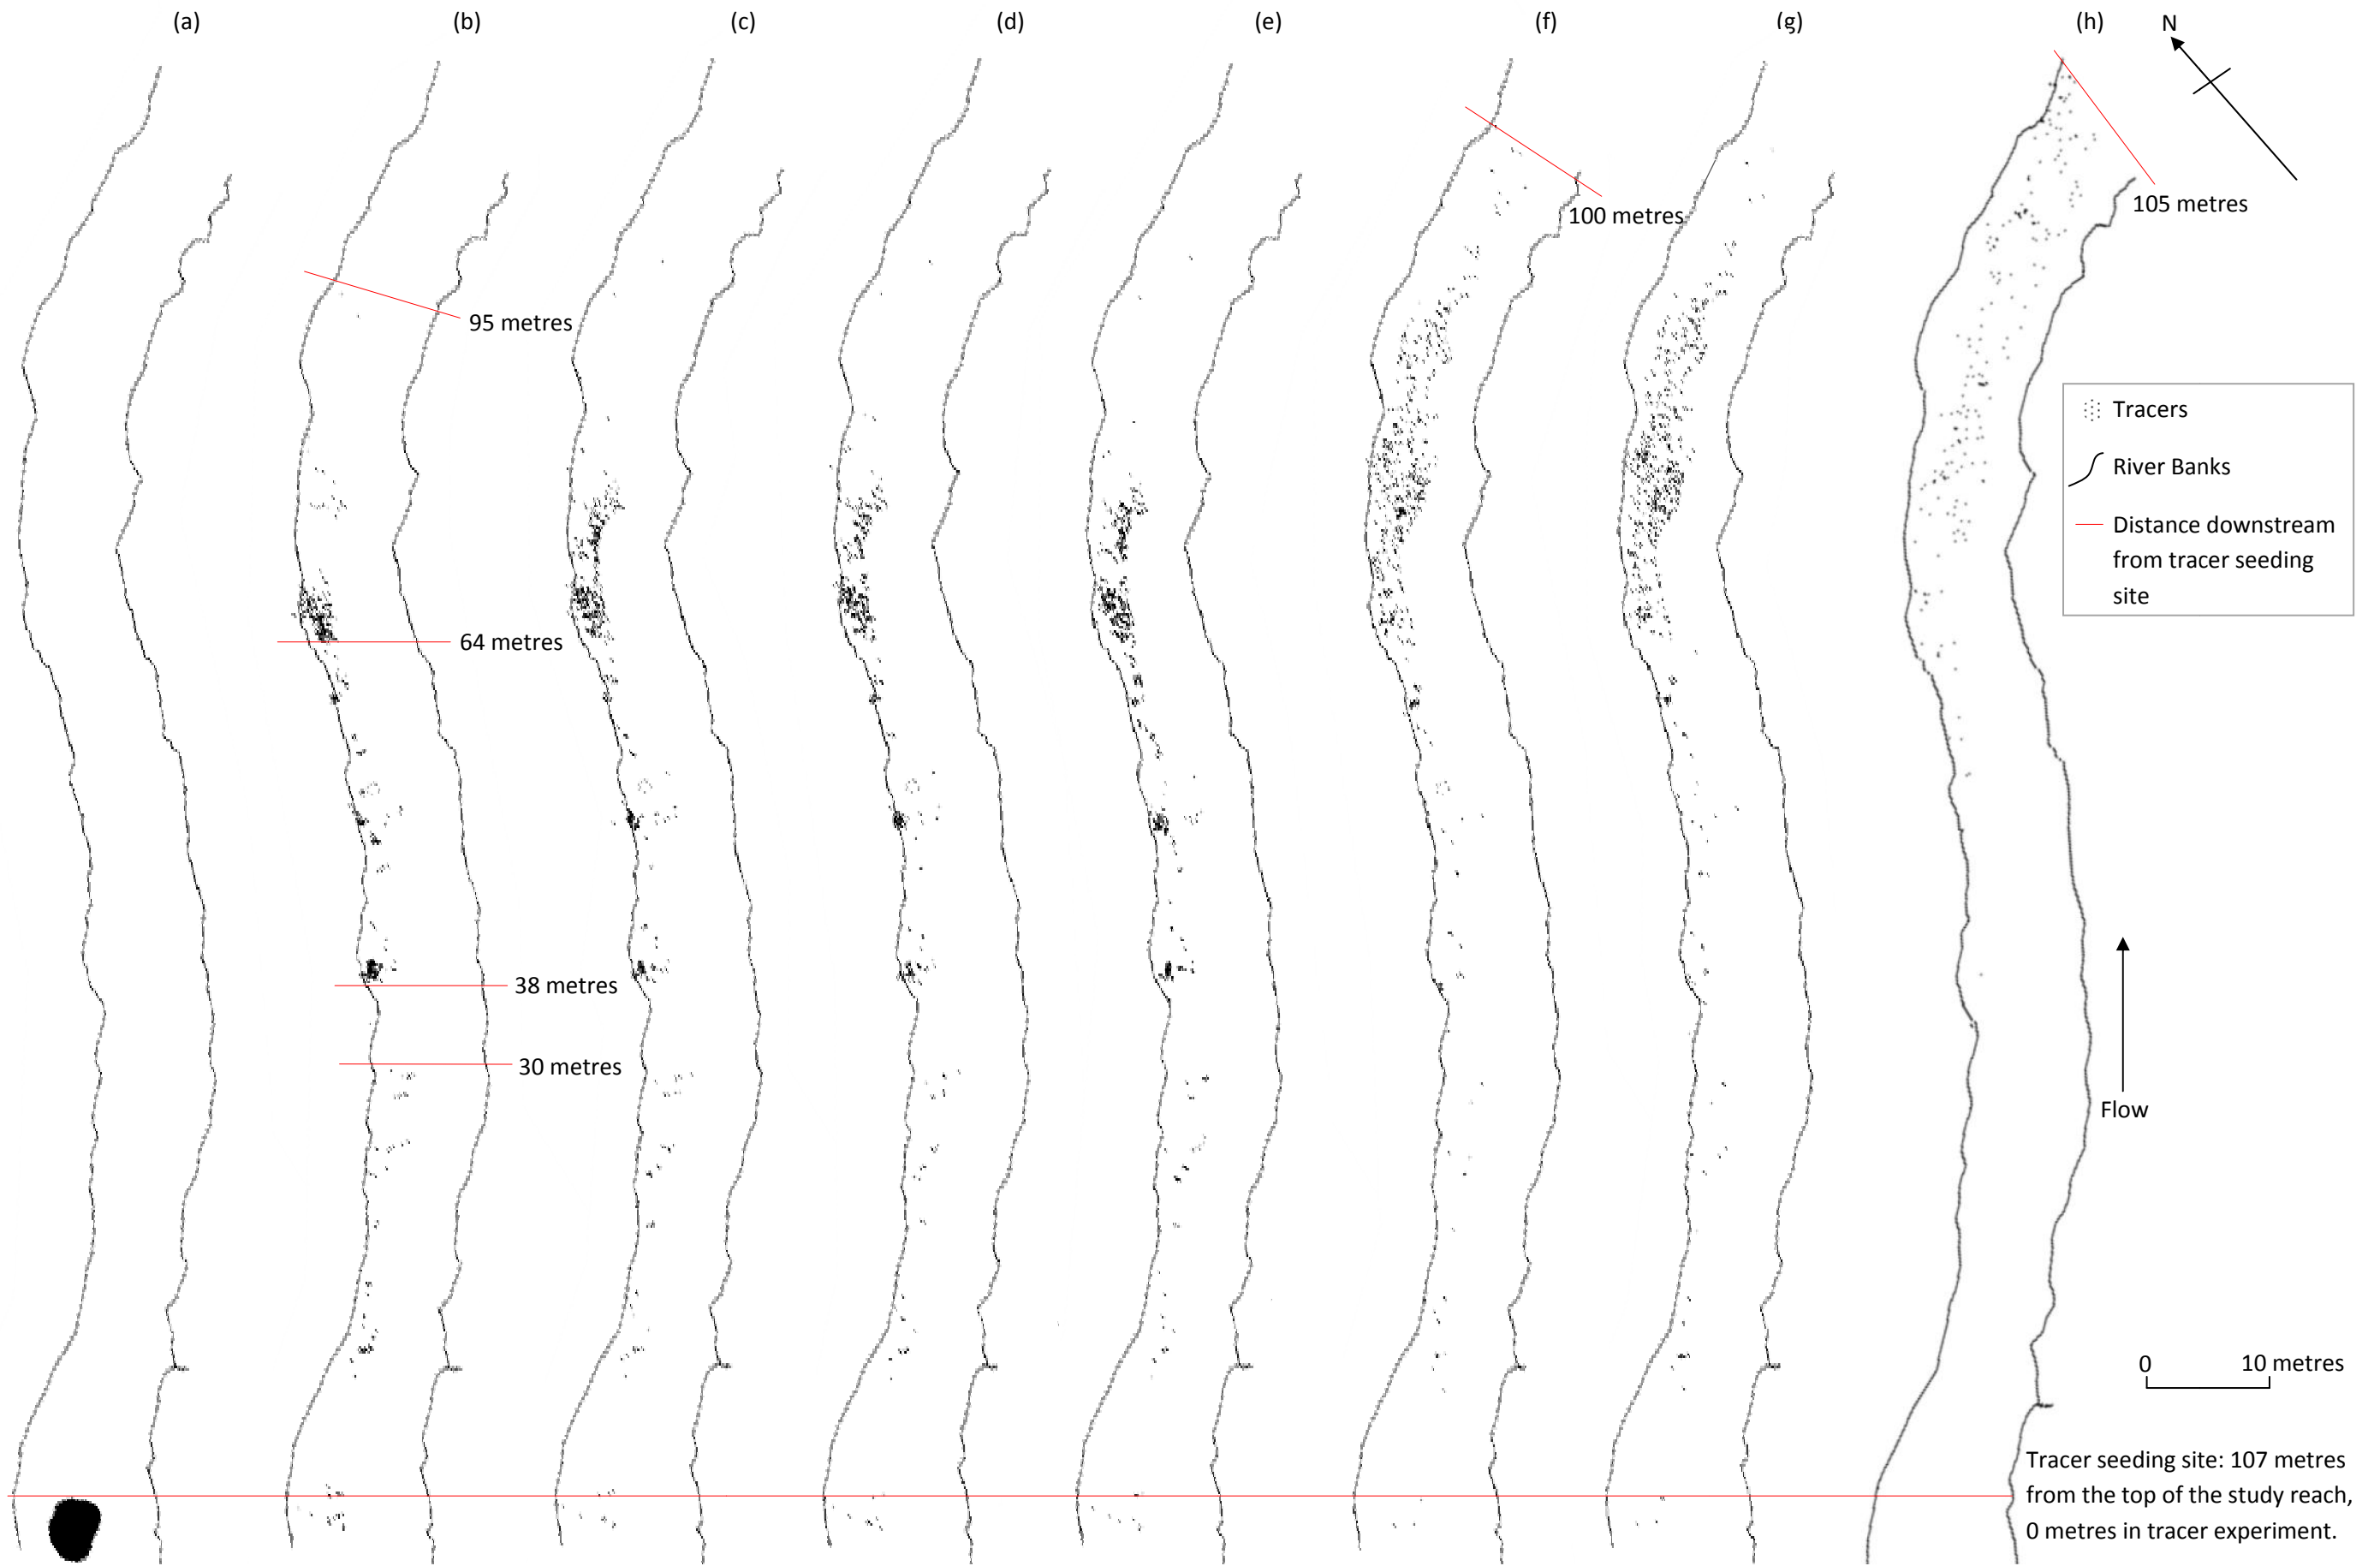 (a) (b) (c) (d) (e) (f) (g) (h) N
100 metres
105 metres
95 metres
Tracers
River Banks
Distance downstream
from tracer seeding
site
64 metres
38 metres
30 metres
Flow
0 10 metres
Tracer seeding site: 107 metres
from the top of the study reach,
0 metres in tracer experiment.